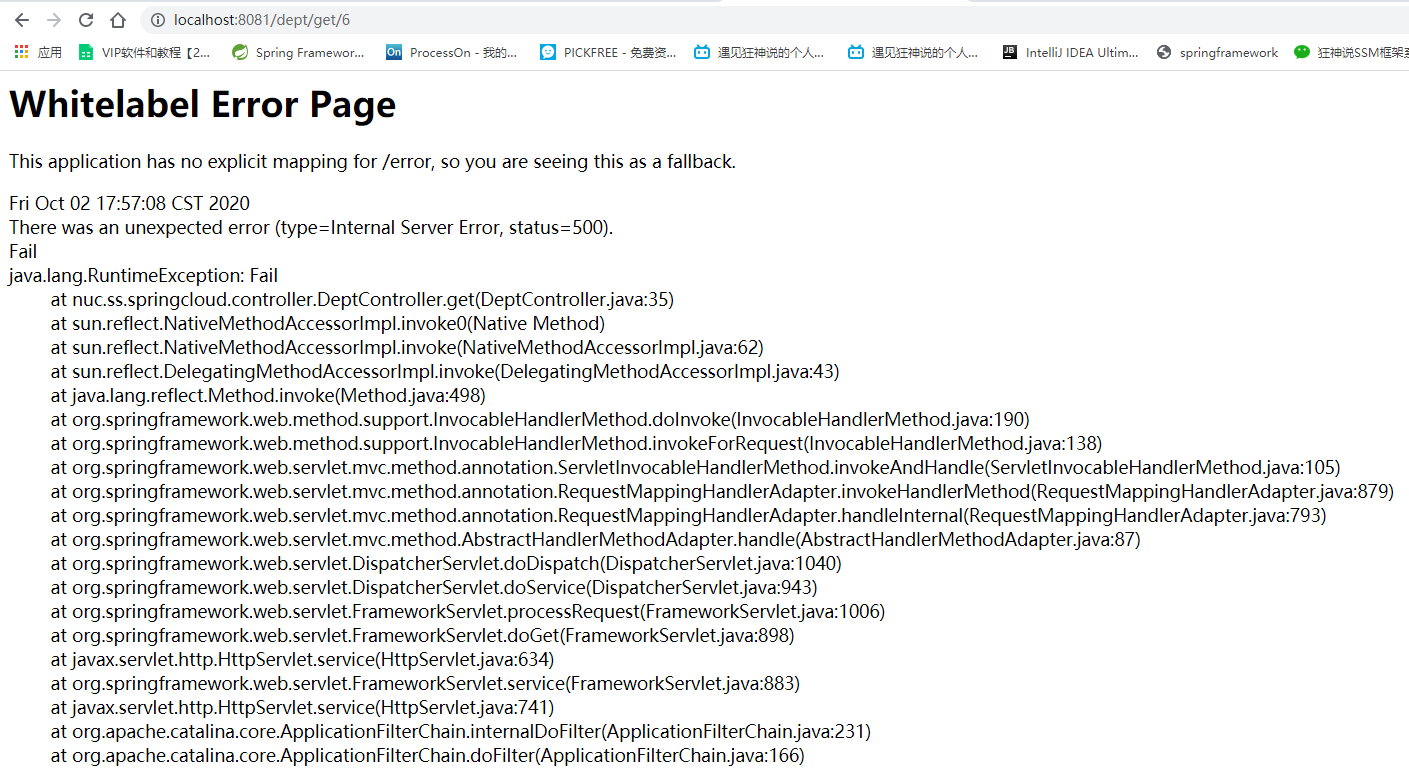 localhost:8081/dept/get/6
应用 VIP软件和教程【2... Spring Framewor... ProcessOn - 我的... PICKFREE - 免费资... 遇见狂神说的个人... 遇见狂神说的个人... IntelliJ IDEA Ultim... springframework 狂神说SSM框架
Whitelabel Error Page
This application has no explicit mapping for /error, so you are seeing this as a fallback.
Fri Oct 02 17:57:08 CST 2020
There was an unexpected error (type=Internal Server Error, status=500).
Fail
java.lang.RuntimeException: Fail
at nuc.ss.springcloud.controller.DeptController.get(DeptController.java:35)
at sun.reflect.NativeMethodAccessorImpl.invoke0(Native Method)
at sun.reflect.NativeMethodAccessorImpl.invoke(NativeMethodAccessorImpl.java:62)
at sun.reflect.DelegatingMethodAccessorImpl.invoke(DelegatingMethodAccessorImpl.java:43)
at java.lang.reflect.Method.invoke(Method.java:498)
at org.springframework.web.method.support.InvocableHandlerMethod.doInvoke(InvocableHandlerMethod.java:190)
at org.springframework.web.method.support.InvocableHandlerMethod.invokeForRequest(InvocableHandlerMethod.java:138)
at org.springframework.web.servlet.mvc.method.annotation.ServletInvocableHandlerMethod.invokeAndHandle(ServletInvocableHandlerMethod.java:105)
at org.springframework.web.servlet.mvc.method.annotation.RequestMappingHandlerAdapter.invokeHandlerMethod(RequestMappingHandlerAdapter.java:879)
at org.springframework.web.servlet.mvc.method.annotation.RequestMappingHandlerAdapter.handleInternal(RequestMappingHandlerAdapter.java:793)
at org.springframework.web.servlet.mvc.method.AbstractHandlerMethodAdapter.handle(AbstractHandlerMethodAdapter.java:87)
at org.springframework.web.servlet.DispatcherServlet.doDispatch(DispatcherServlet.java:1040)
at org.springframework.web.servlet.DispatcherServlet.doService(DispatcherServlet.java:943)
at org.springframework.web.servlet.FrameworkServlet.processRequest(FrameworkServlet.java:1006)
at org.springframework.web.servlet.FrameworkServlet.doGet(FrameworkServlet.java:898)
at javax.servlet.http.HttpServlet.service(HttpServlet.java:634)
at org.springframework.web.servlet.FrameworkServlet.service(FrameworkServlet.java:883)
at javax.servlet.http.HttpServlet.service(HttpServlet.java:741)
at org.apache.catalina.core.ApplicationFilterChain.internalDoFilter(ApplicationFilterChain.java:231)
at org.apache.catalina.core.ApplicationFilterChain.doFilter(ApplicationFilterChain.java:166)